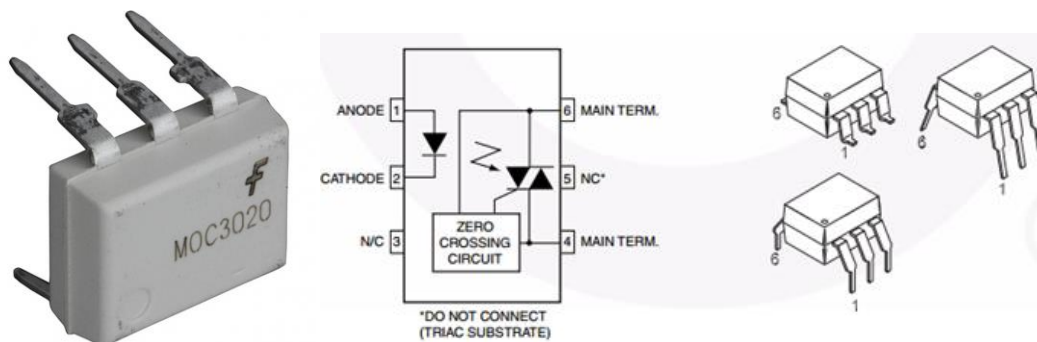 MOC3020
ANODE 1
6 MAIN TERM.
CATHODE 2
5 NC*
N/C 3
ZERO
CROSSING
CIRCUIT
4 MAIN TERM.
*DO NOT CONNECT
(TRIAC SUBSTRATE)
6
1
6
1
6
1